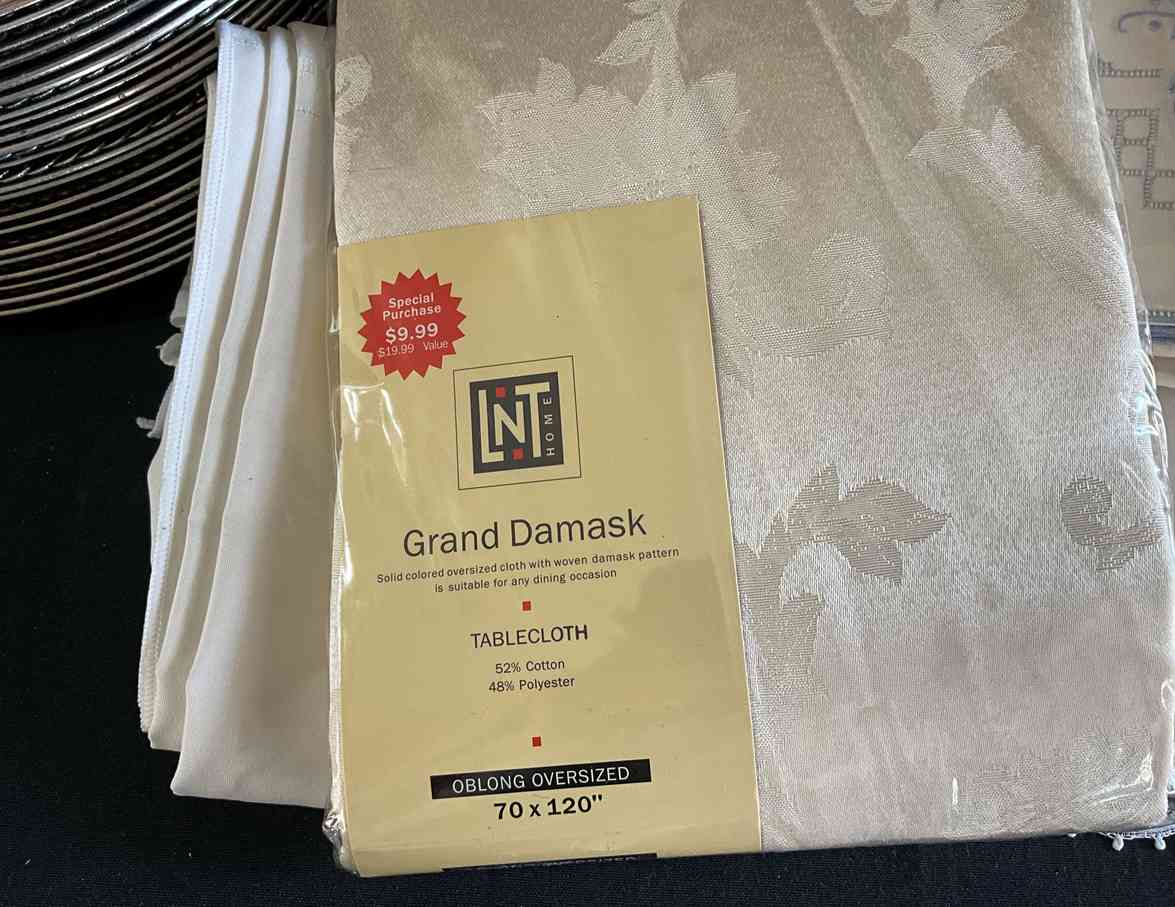 Special
Purchase
$9.99
$19.99 Value
LNT
HOME
Grand Damask
Solid colored oversized cloth with woven damask pattern
is suitable for any dining occasion
TABLECLOTH
52% Cotton
48% Polyester
OBLONG OVERSIZED
70 x 120"